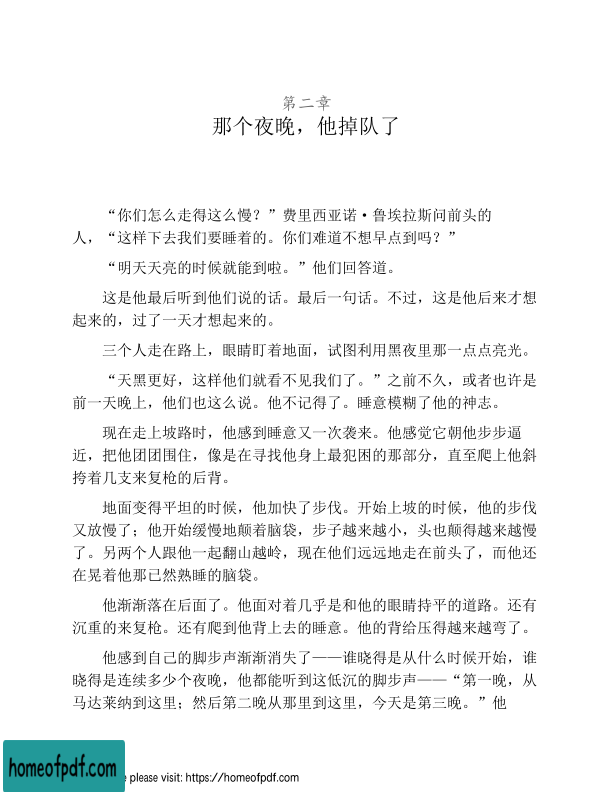 第二章
那个夜晚，他掉队了
“你们怎么走得这么慢？”费里西亚诺·鲁埃拉斯问前头的
人，“这样下去我们要睡着的。你们难道不想早点到吗？”
“明天天亮的时候就能到啦。”他们回答道。
这是他最后听到他们说的话。最后一句话。不过，这是他后来才想
起来的，过了一天才想起来的。
三个人走在路上，眼睛盯着地面，试图利用黑夜里那一点点亮光。
“天黑更好，这样他们就看不见我们了。”之前不久，或者也许是
前一天晚上，他们也这么说。他不记得了。睡意模糊了他的神志。
现在走上坡路时，他感到睡意又一次袭来。他感觉它朝他步步逼
近，把他团团围住，像是在寻找他身上最犯困的那部分，直至爬上他斜
挎着几支来复枪的后背。
地面变得平坦的时候，他加快了步伐。开始上坡的时候，他的步伐
又放慢了；他开始缓慢地颠着脑袋，步子越来越小，头也颠得越来越慢
了。另两个人跟他一起翻山越岭，现在他们远远地走在前头了，而他还
在晃着他那已然熟睡的脑袋。
他渐渐落在后面了。他面对着几乎是和他的眼睛持平的道路。还有
沉重的来复枪。还有爬到他背上去的睡意。他的背给压得越来越弯了。
他感到自己的脚步声渐渐消失了——谁晓得是从什么时候开始，谁
晓得是连续多少个夜晚，他都能听到这低沉的脚步声——“第一晚，从
马达莱纳到这里；然后第二晚从那里到这里，今天是第三晚。”他
homeofpdf.com
e please visit: https://homeofpdf.com